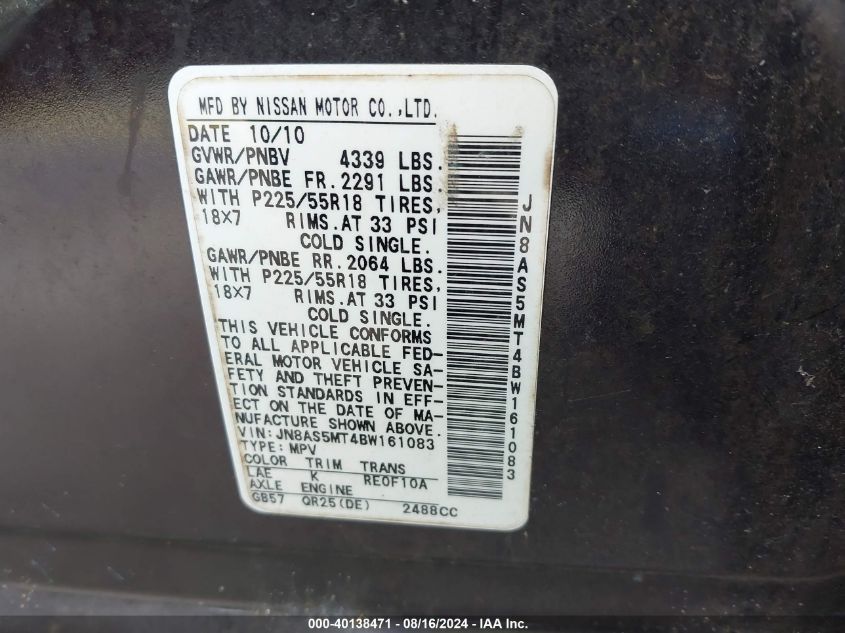 MFD BY NISSAN MOTOR CO.,LTD.
DATE 10/10
GVWR/PNBV 4339 LBS.
GAWR/PNBE FR.2291 LBS.
WITH P225/55R18 TIRES,
18X7 RIMS.AT 33 PSI
COLD SINGLE.
GAWR/PNBE RR.2064 LBS.
WITH P225/55R18 TIRES,
18X7 RIMS.AT 33 PSI
COLD SINGLE.
THIS VEHICLE CONFORMS
TO ALL APPLICABLE FED-
ERAL MOTOR VEHICLE SA-
FETY AND THEFT PREVEN-
TION STANDARDS IN EFF-
ECT ON THE DATE OF MA-
NUFACTURE SHOWN ABOVE.
VIN: JN8AS5MT4BW161083
TYPE: MPV
COLOR TRIM TRANS
LAE K RE0F10A
AXLE ENGINE
GB57 QR25(DE) 2488CC
JN8AS5MT4BW161083
000-40138471 - 08/16/2024 - IAA Inc.